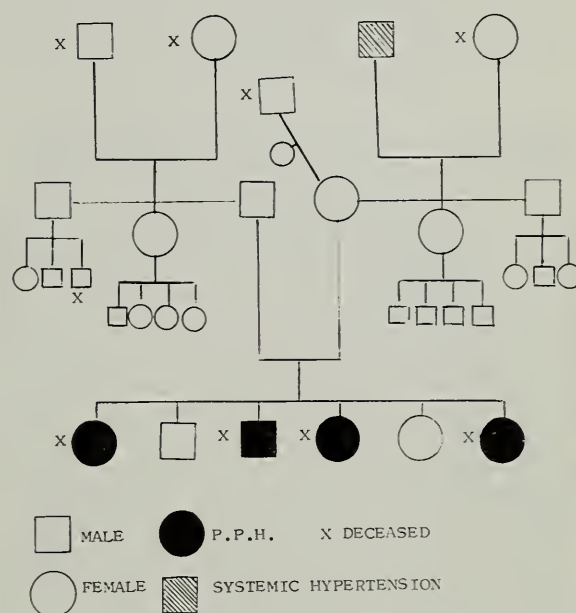 X X X
X
X
X X X X
MALE P.P.H. X DECEASED
FEMALE SYSTEMIC HYPERTENSION